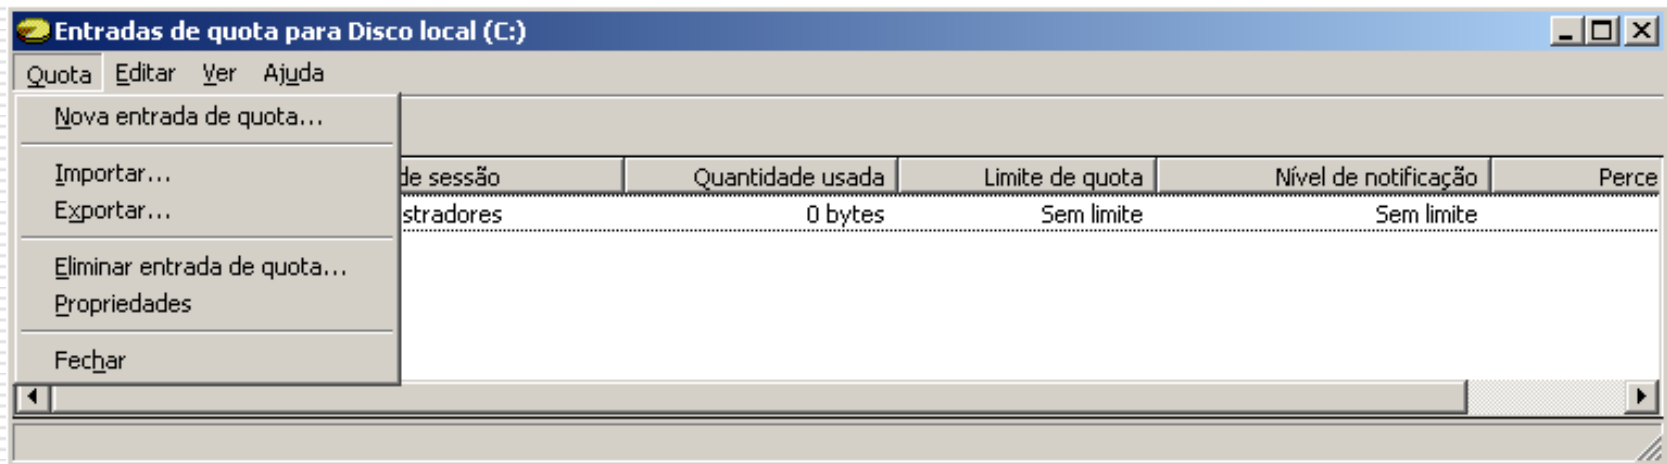 Entradas de quota para Disco local (C:)
Quota Editar Ver Ajuda
Nova entrada de quota...
Importar...
Exportar...
Eliminar entrada de quota...
Propriedades
Fechar
de sessão Quantidade usada Limite de quota Nível de notificação Perce
stradores 0 bytes Sem limite Sem limite